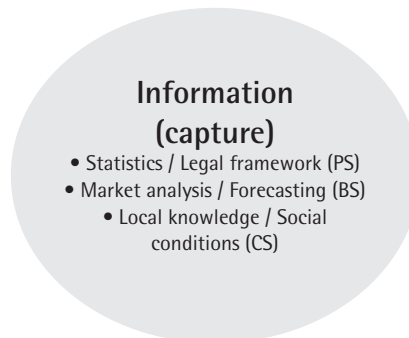 Information
(capture)
• Statistics / Legal framework (PS)
• Market analysis / Forecasting (BS)
• Local knowledge / Social
conditions (CS)